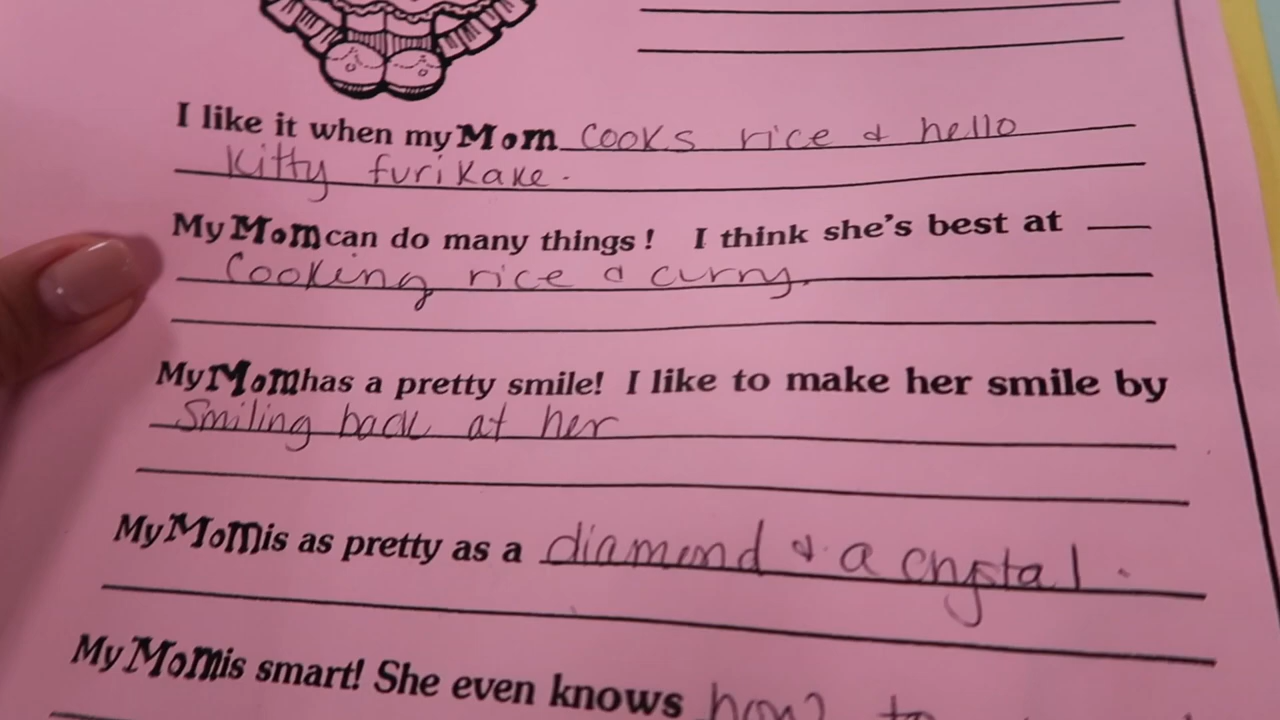 I like it when my Mom cooks rice & hello
Kitty furikake.
My Mom can do many things! I think she's best at
Cooking rice & curry.
My Mom has a pretty smile! I like to make her smile by
Smiling back at her
My Mom is as pretty as a diamond & a crystal.
My Mom is smart! She even knows how to